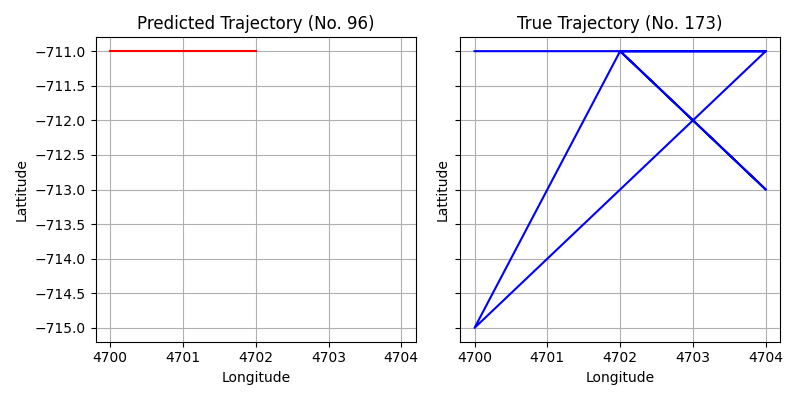 Predicted Trajectory (No. 96)
True Trajectory (No. 173)
Lattitude
−711.0
−711.5
−712.0
−712.5
−713.0
−713.5
−714.0
−714.5
−715.0
4700 4701 4702 4703 4704
Longitude
Lattitude
4700 4701 4702 4703 4704
Longitude